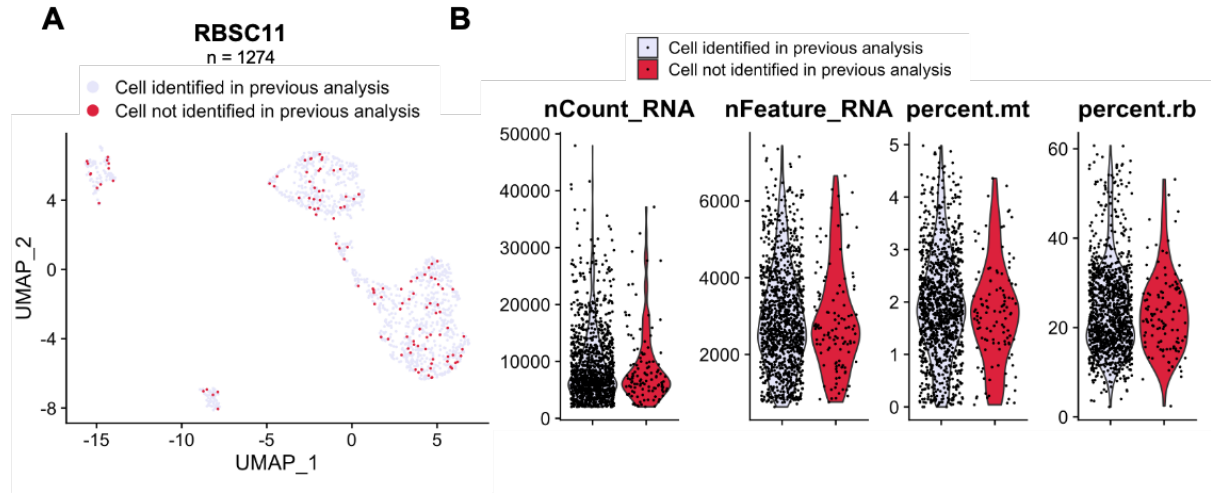 A
RBSC11
n = 1274
Cell identified in previous analysis
Cell not identified in previous analysis
UMAP_2
4
0
-4
-8
-15
-10
-5
0
5
UMAP_1
B
Cell identified in previous analysis
Cell not identified in previous analysis
nCount_RNA
50000
40000
30000
20000
10000
0
nFeature_RNA
6000
4000
2000
percent.mt
5
4
3
2
1
0
percent.rb
60
40
20
0